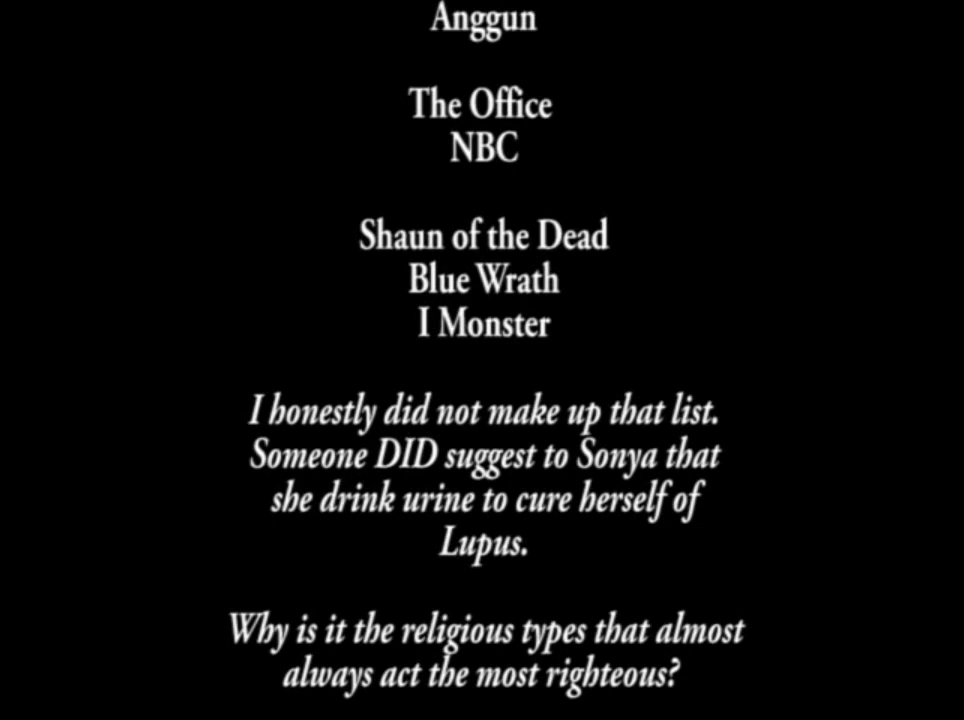 Anggun
The Office
NBC
Shaun of the Dead
Blue Wrath
I Monster
I honestly did not make up that list.
Someone DID suggest to Sonya that
she drink urine to cure herself of
Lupus.
Why is it the religious types that almost
always act the most righteous?